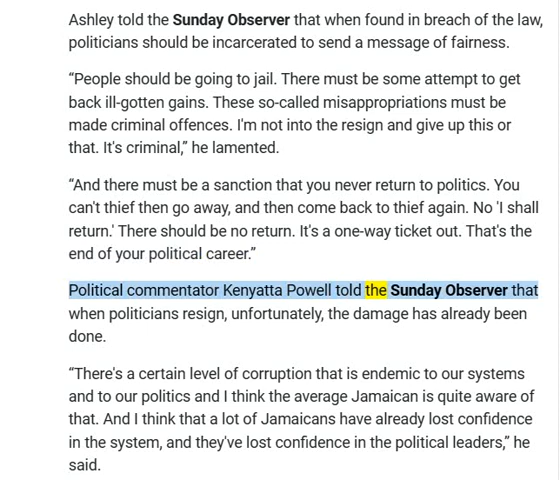 Ashley told the Sunday Observer that when found in breach of the law,
politicians should be incarcerated to send a message of fairness.
“People should be going to jail. There must be some attempt to get
back ill-gotten gains. These so-called misappropriations must be
made criminal offences. I'm not into the resign and give up this or
that. It's criminal,” he lamented.
“And there must be a sanction that you never return to politics. You
can't thief then go away, and then come back to thief again. No 'I shall
return.' There should be no return. It's a one-way ticket out. That's the
end of your political career.”
Political commentator Kenyatta Powell told the Sunday Observer that
when politicians resign, unfortunately, the damage has already been
done.
“There's a certain level of corruption that is endemic to our systems
and to our politics and I think the average Jamaican is quite aware of
that. And I think that a lot of Jamaicans have already lost confidence
in the system, and they've lost confidence in the political leaders,” he
said.